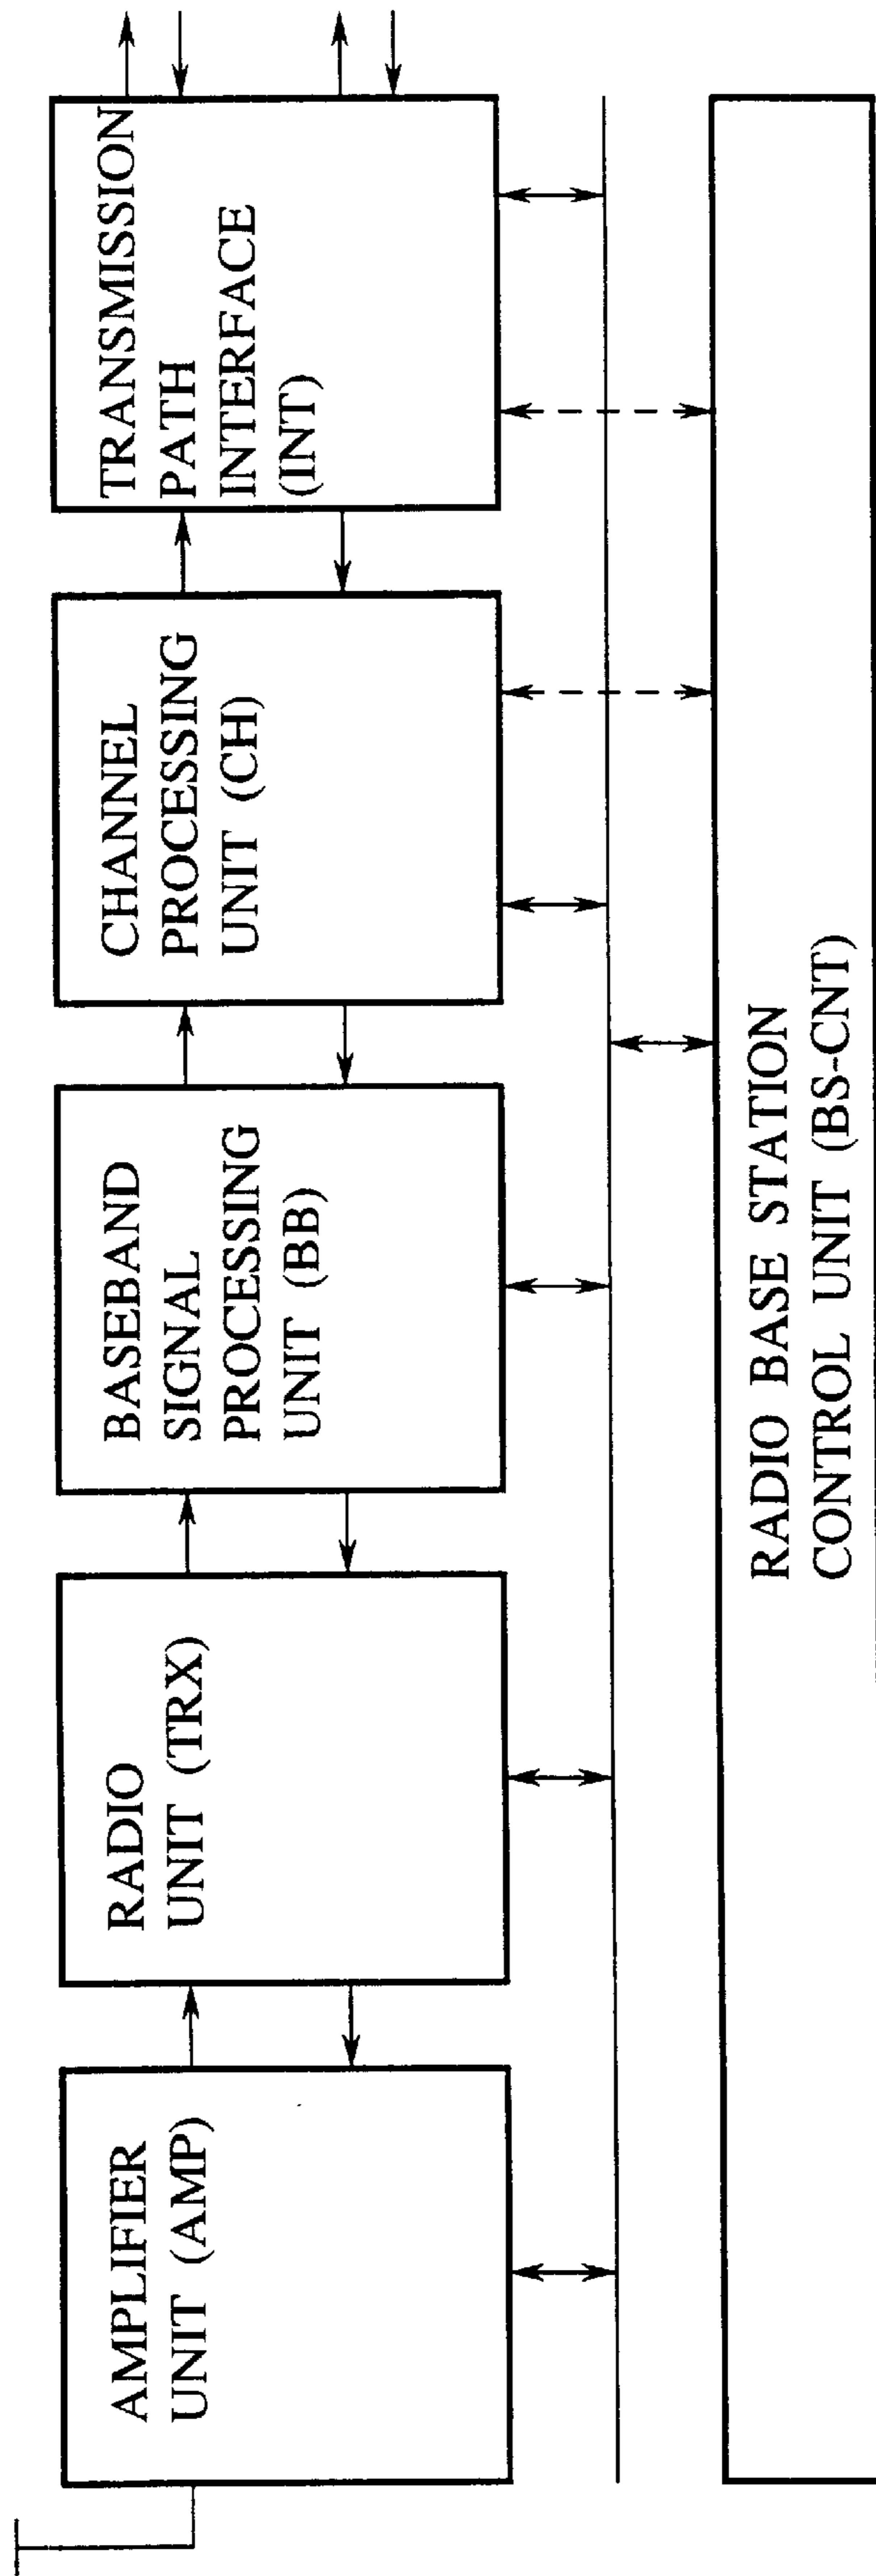 AMPLIFIER
UNIT (AMP)
RADIO
UNIT (TRX)
BASEBAND
SIGNAL
PROCESSING
UNIT (BB)
CHANNEL
PROCESSING
UNIT (CH)
TRANSMISSION
PATH
INTERFACE
(INT)
RADIO BASE STATION
CONTROL UNIT (BS-CNT)